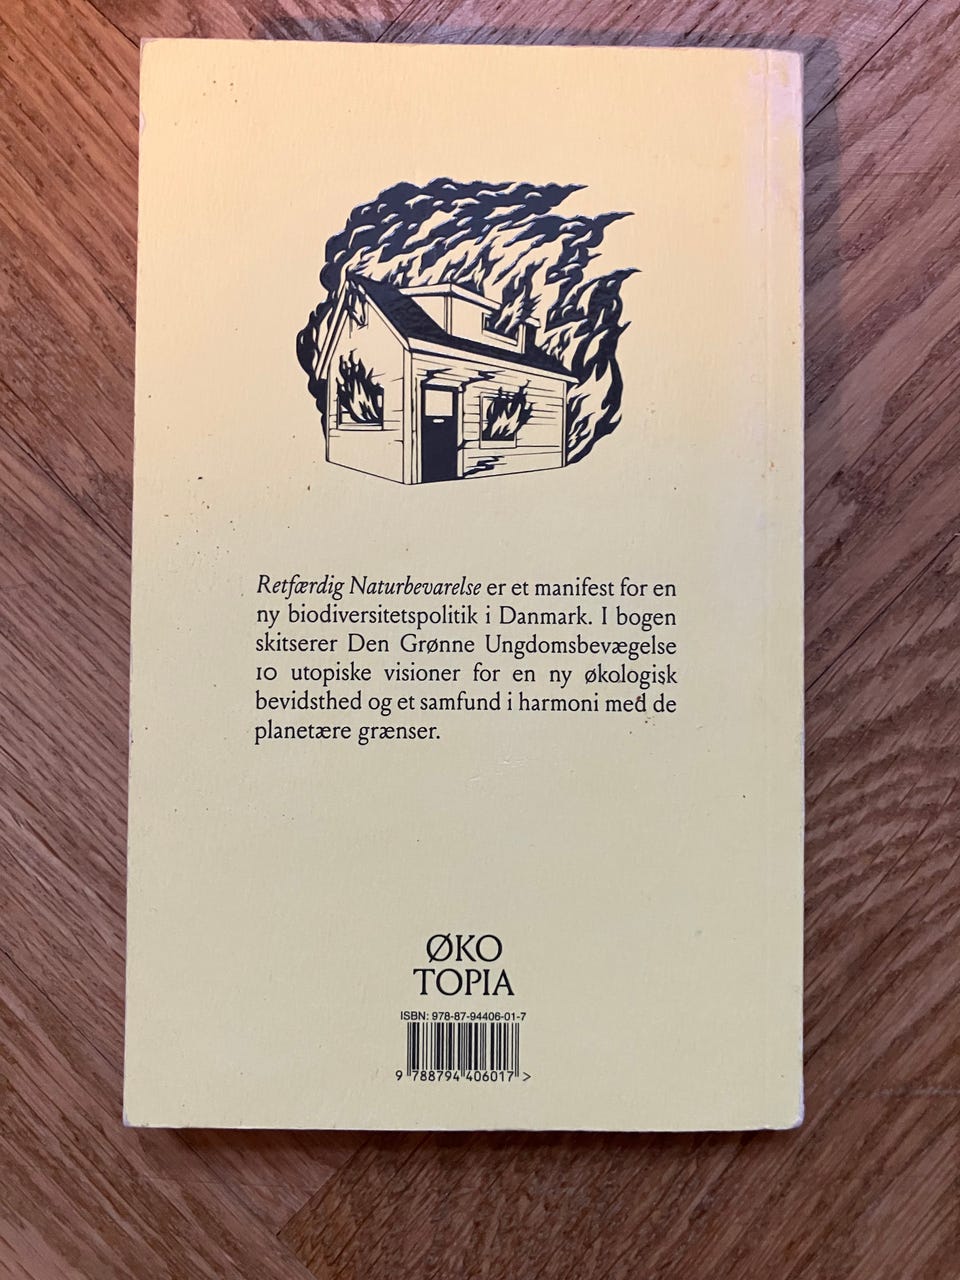 Retfærdig Naturbevarelse er et manifest for en
ny biodiversitetspolitik i Danmark. I bogen
skitserer Den Grønne Ungdomsbevægelse
10 utopiske visioner for en ny økologisk
bevidsthed og et samfund i harmoni med de
planetære grænser.
ØKO
TOPIA
ISBN: 978-87-94406-01-7
9 788794 406017 >